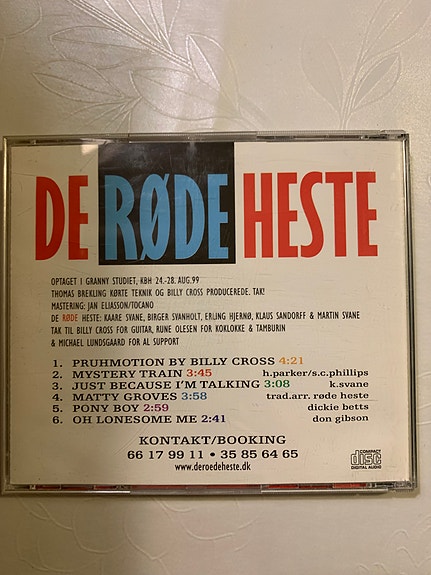 DE RØDE HESTE
OPTAGET I GRANNY STUDIET, KBH 24.-28. AUG.99
THOMAS BREKLING KØRTE TEKNIK OG BILLY CROSS PRODUCEREDE. TAK!
MASTERING: JAN ELIASSON/TOCANO
DE RØDE HESTE: KAARE SVANE, BIRGER SVANHOLT, ERLING HJERNØ, KLAUS SANDORFF & MARTIN SVANE
TAK TIL BILLY CROSS FOR GUITAR, RUNE OLESEN FOR KOKLOKKE & TAMBURIN
& MICHAEL LUNDSGAARD FOR AL SUPPORT
1. PRUHMOTION BY BILLY CROSS 4:21
2. MYSTERY TRAIN 3:45 h.parker/s.c.phillips
3. JUST BECAUSE I'M TALKING 3:08 k.svane
4. MATTY GROVES 3:58 trad.arr. røde heste
5. PONY BOY 2:59 dickie betts
6. OH LONESOME ME 2:41 don gibson
KONTAKT/BOOKING
66 17 99 11 • 35 85 64 65
www.deroedeheste.dk
COMPACT
disc
DIGITAL AUDIO